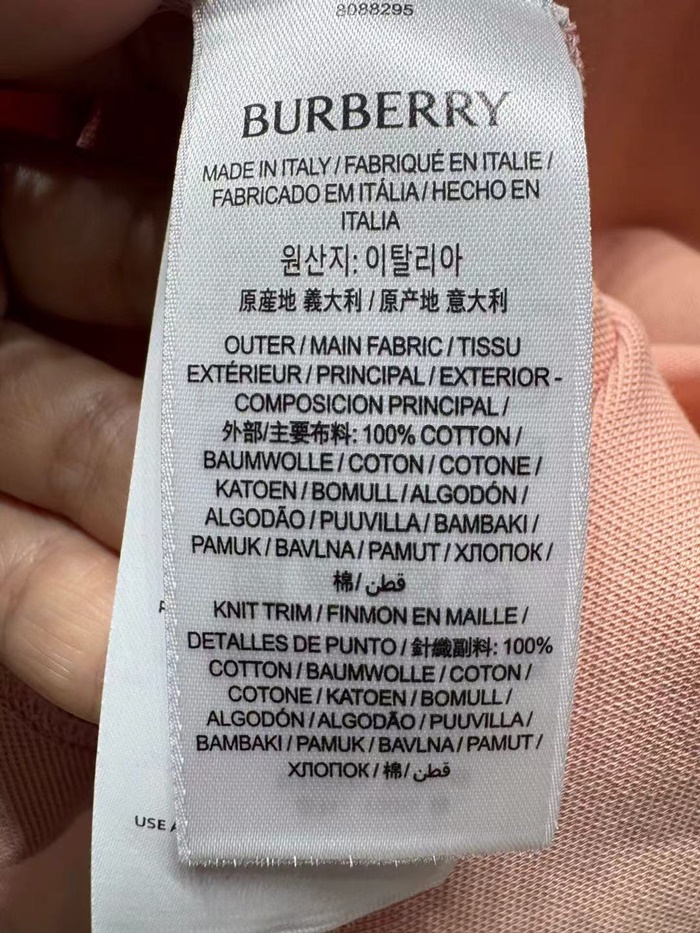 8088295
BURBERRY
MADE IN ITALY / FABRIQUÉ EN ITALIE /
FABRICADO EM ITÁLIA / HECHO EN
ITALIA
원산지: 이탈리아
原産地 義大利 / 原产地 意大利
OUTER / MAIN FABRIC / TISSU
EXTÉRIEUR / PRINCIPAL / EXTERIOR -
COMPOSICION PRINCIPAL /
外部/主要布料: 100% COTTON /
BAUMWOLLE / COTON / COTONE /
KATOEN / BOMULL / ALGODÓN /
ALGODÃO / PUUVILLA / BAMBAKI /
PAMUK / BAVLNA / PAMUT / ХЛОПОК /
棉/ قطن
KNIT TRIM / FINMON EN MAILLE /
DETALLES DE PUNTO / 針織副料: 100%
COTTON / BAUMWOLLE / COTON /
COTONE / KATOEN / BOMULL /
ALGODÓN / ALGODÃO / PUUVILLA /
BAMBAKI / PAMUK / BAVLNA / PAMUT /
ХЛОПОК / 棉/ قطن
USE